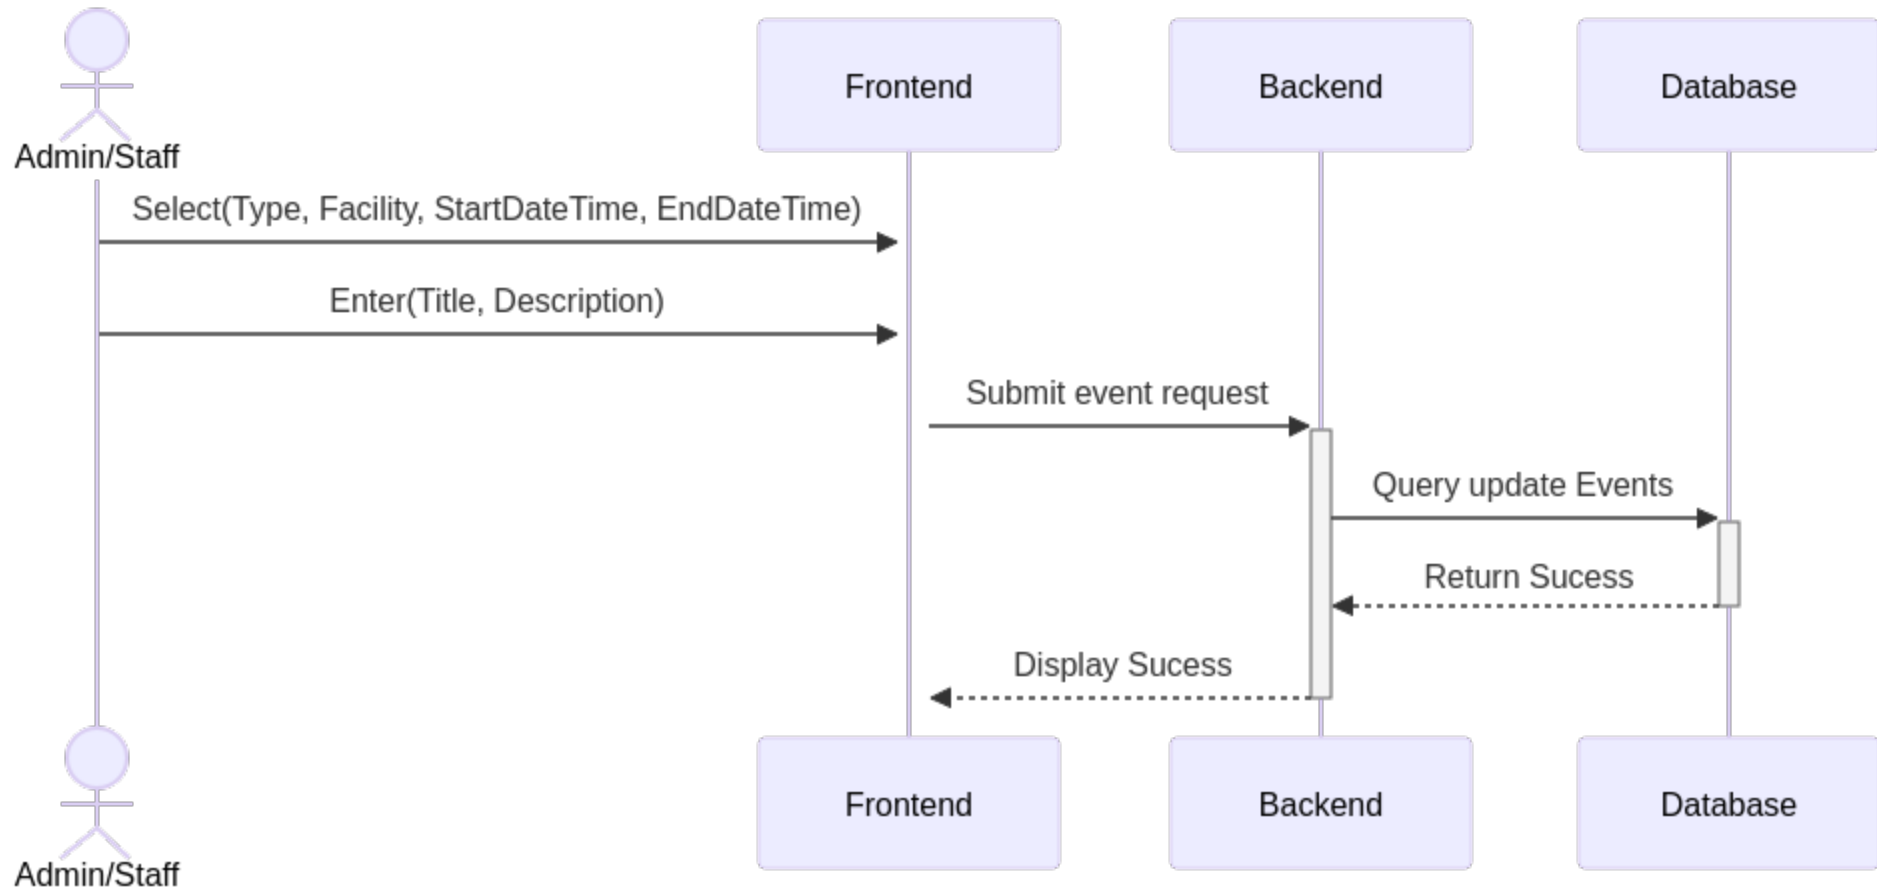 Frontend
Backend
Database
Admin/Staff
Select(Type, Facility, StartDateTime, EndDateTime)
Enter(Title, Description)
Submit event request
Query update Events
Return Sucess
Display Sucess
Frontend
Backend
Database
Admin/Staff